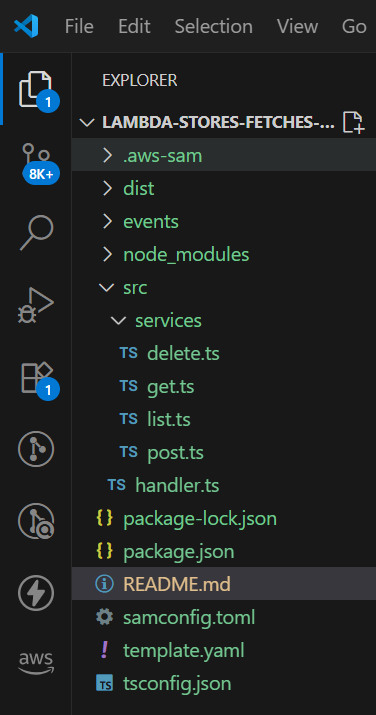 File Edit Selection View Go
EXPLORER
1
LAMBDA-STORES-FETCHES-...
8K+
.aws-sam
dist
events
node_modules
src
services
TS delete.ts
1
TS get.ts
TS list.ts
TS post.ts
TS handler.ts
{} package-lock.json
{} package.json
README.md
samconfig.toml
! template.yaml
aws
TS tsconfig.json